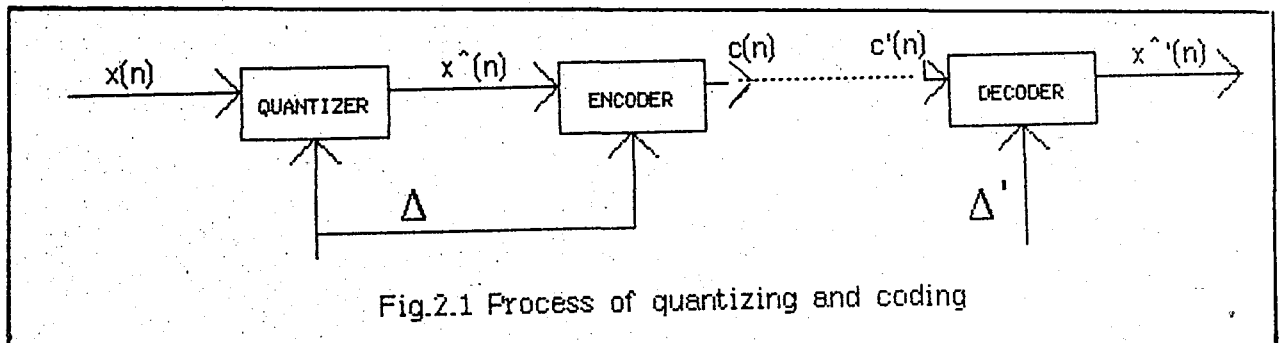 x(n)
QUANTIZER
x^(n)
ENCODER
c(n)
c'(n)
DECODER
x^'(n)
Δ
Δ'
Fig.2.1 Process of quantizing and coding